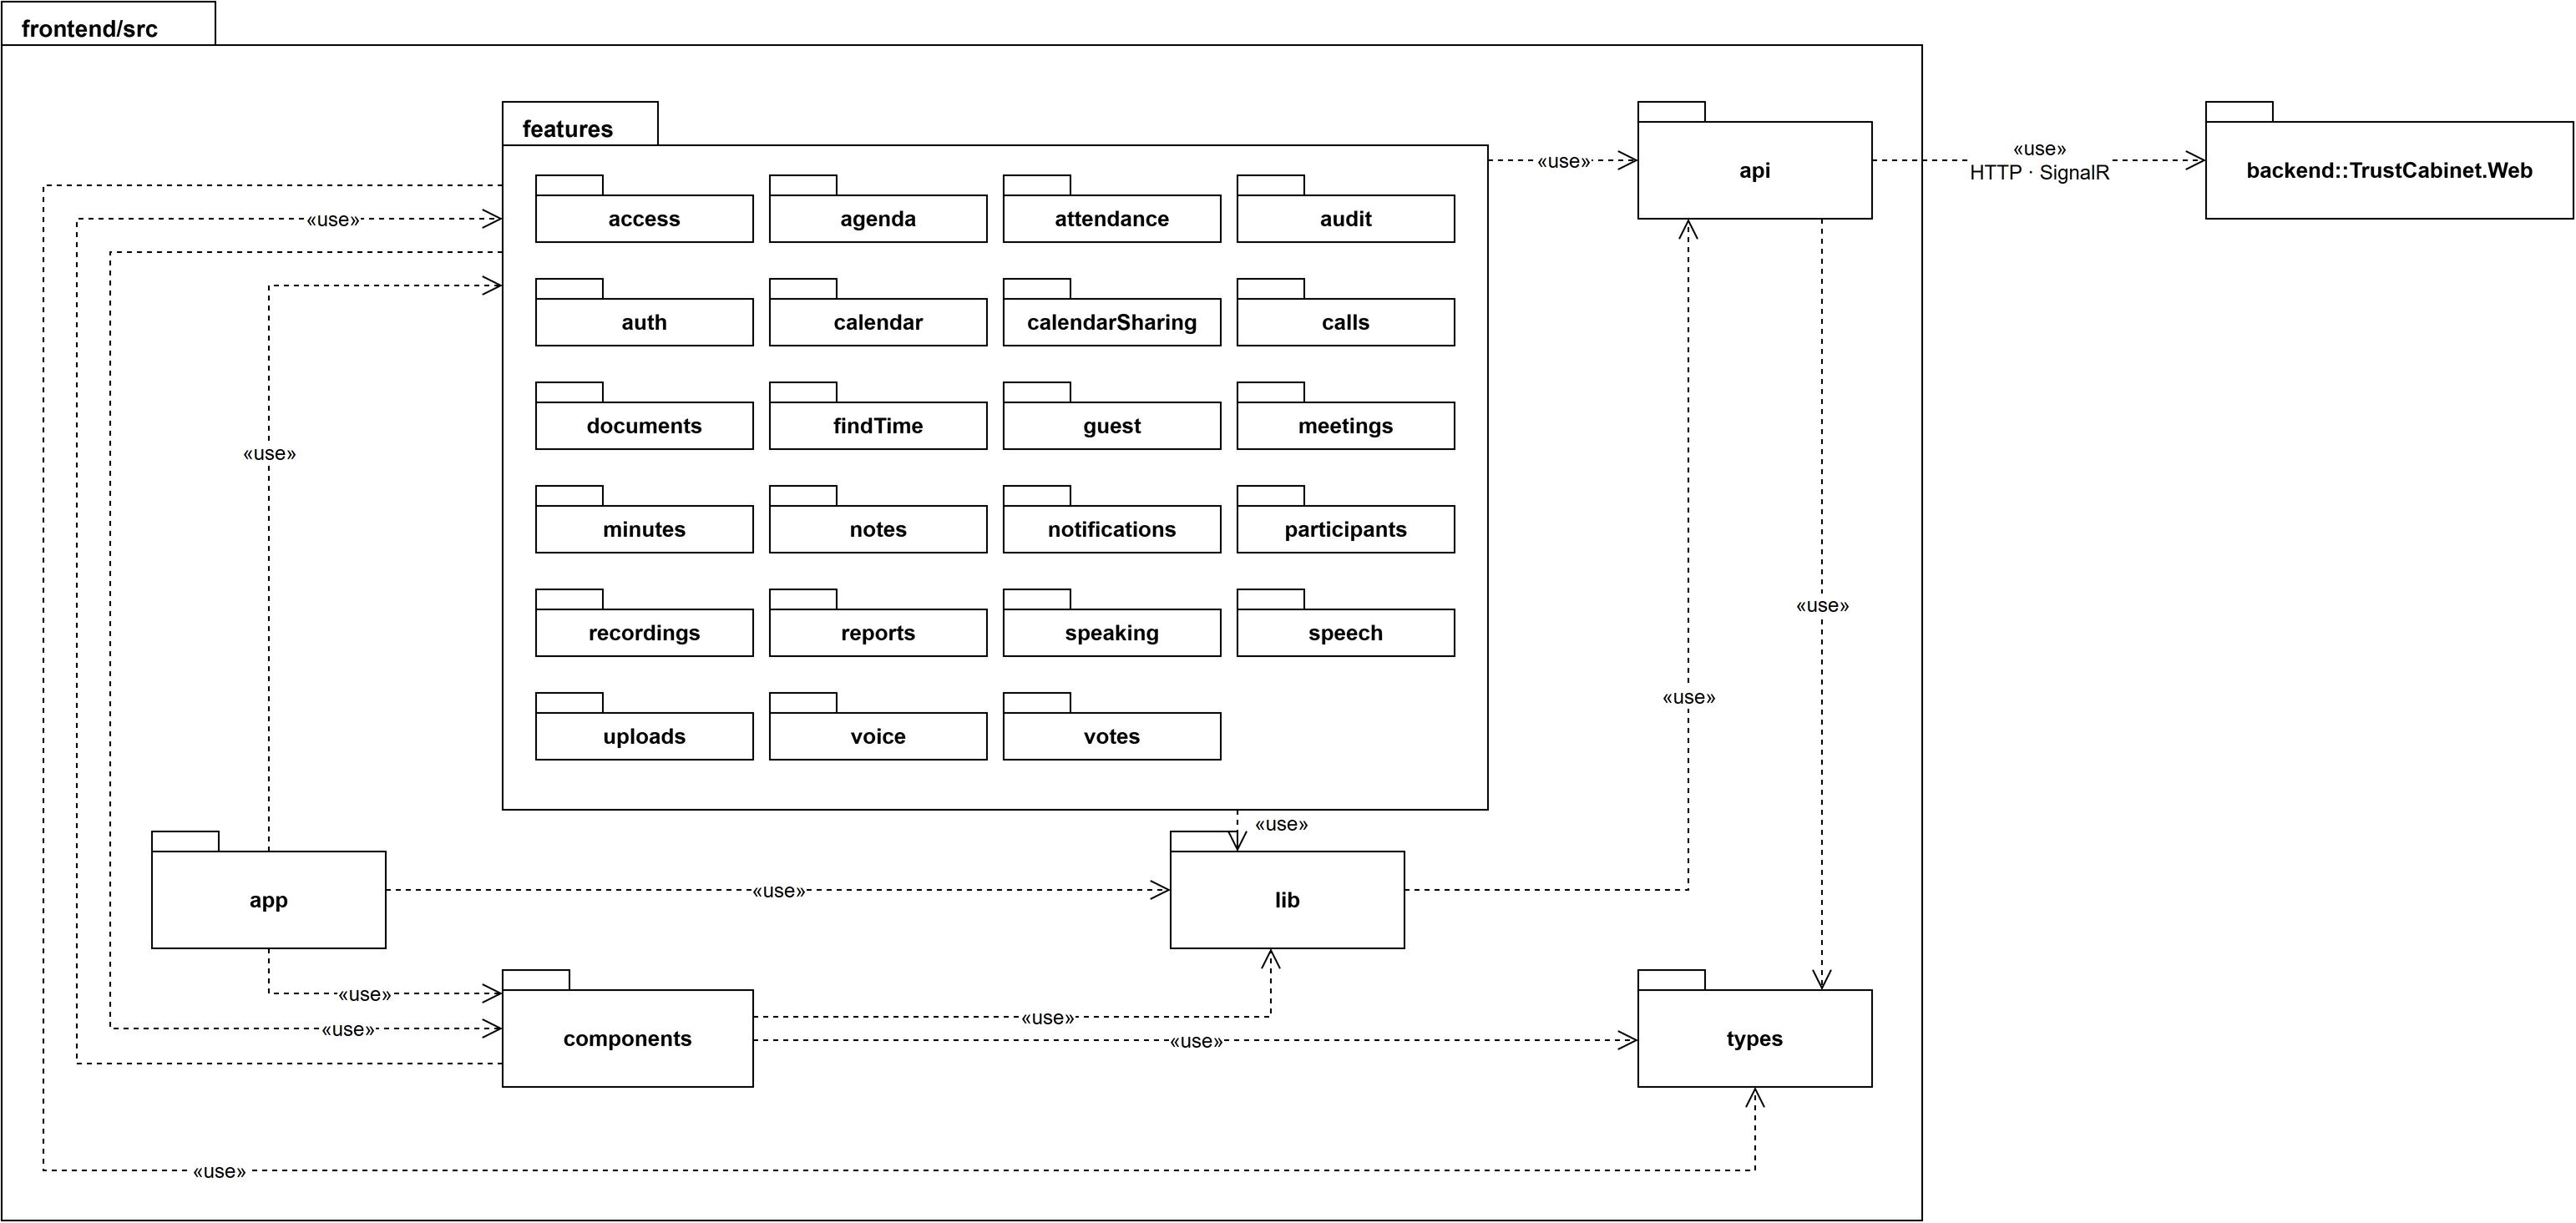 frontend/src
features
access
agenda
attendance
audit
auth
calendar
calendarSharing
calls
documents
findTime
guest
meetings
minutes
notes
notifications
participants
recordings
reports
speaking
speech
uploads
voice
votes
«use»
api
«use»
HTTP · SignalR
backend::TrustCabinet.Web
«use»
«use»
«use»
«use»
«use»
app
«use»
lib
«use»
«use»
components
«use»
«use»
types
«use»